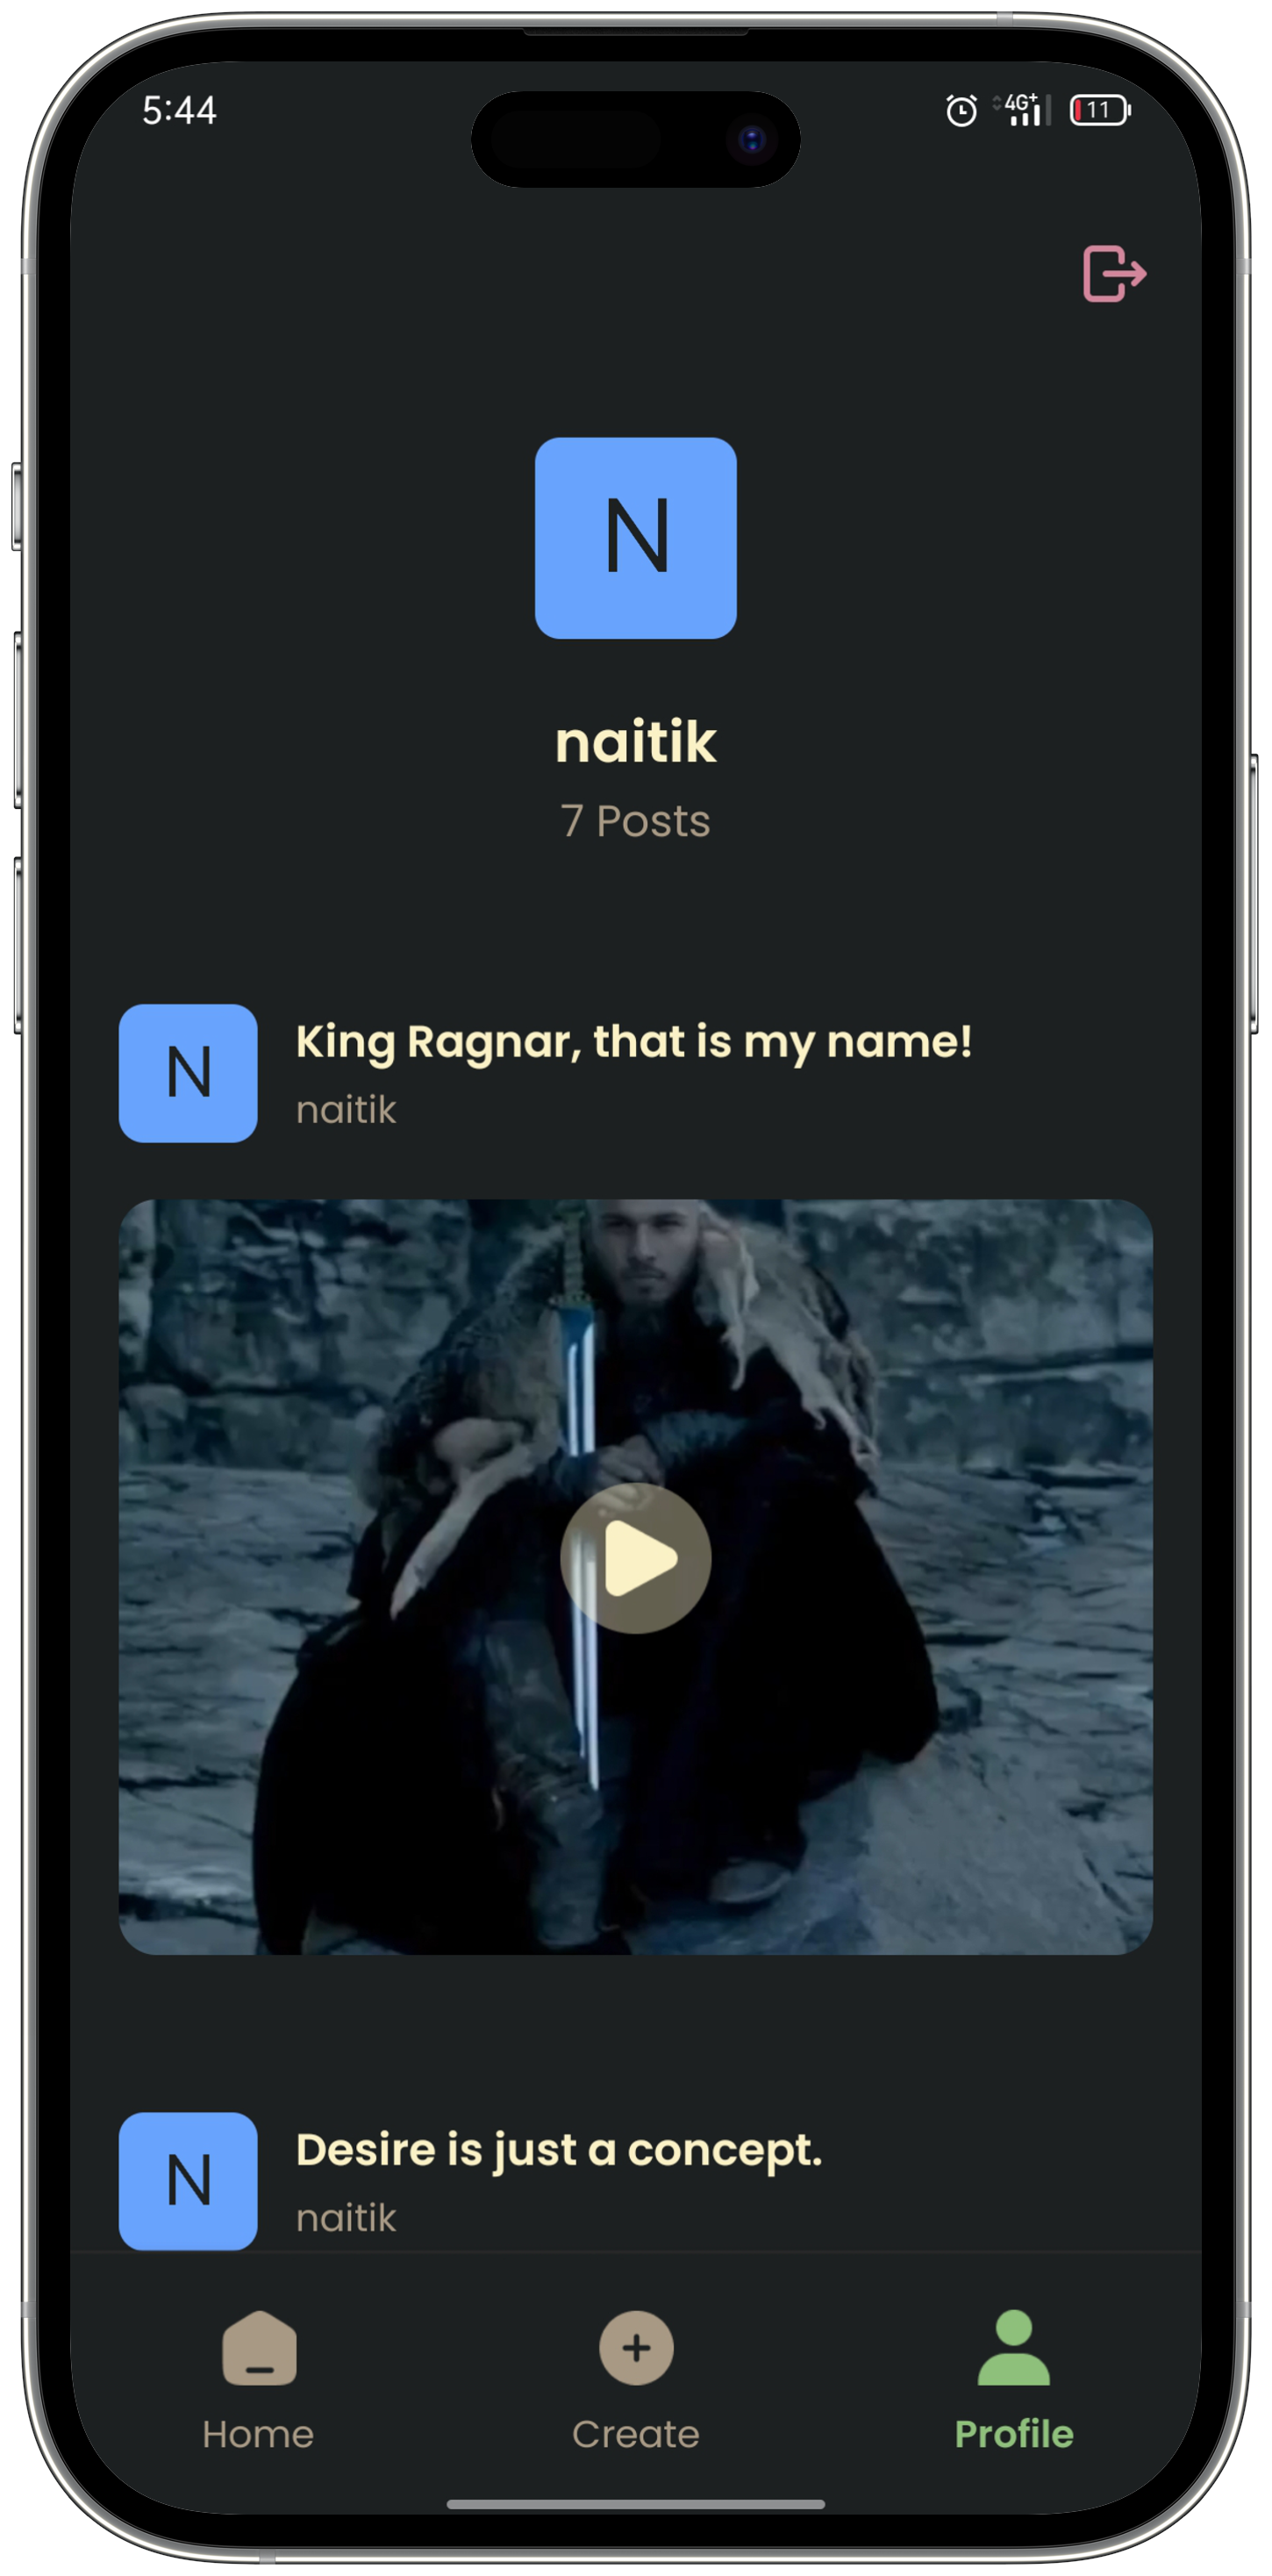 5:44
4G+
11
N
naitik
7 Posts
N
King Ragnar, that is my name!
naitik
N
Desire is just a concept.
naitik
Home
Create
Profile